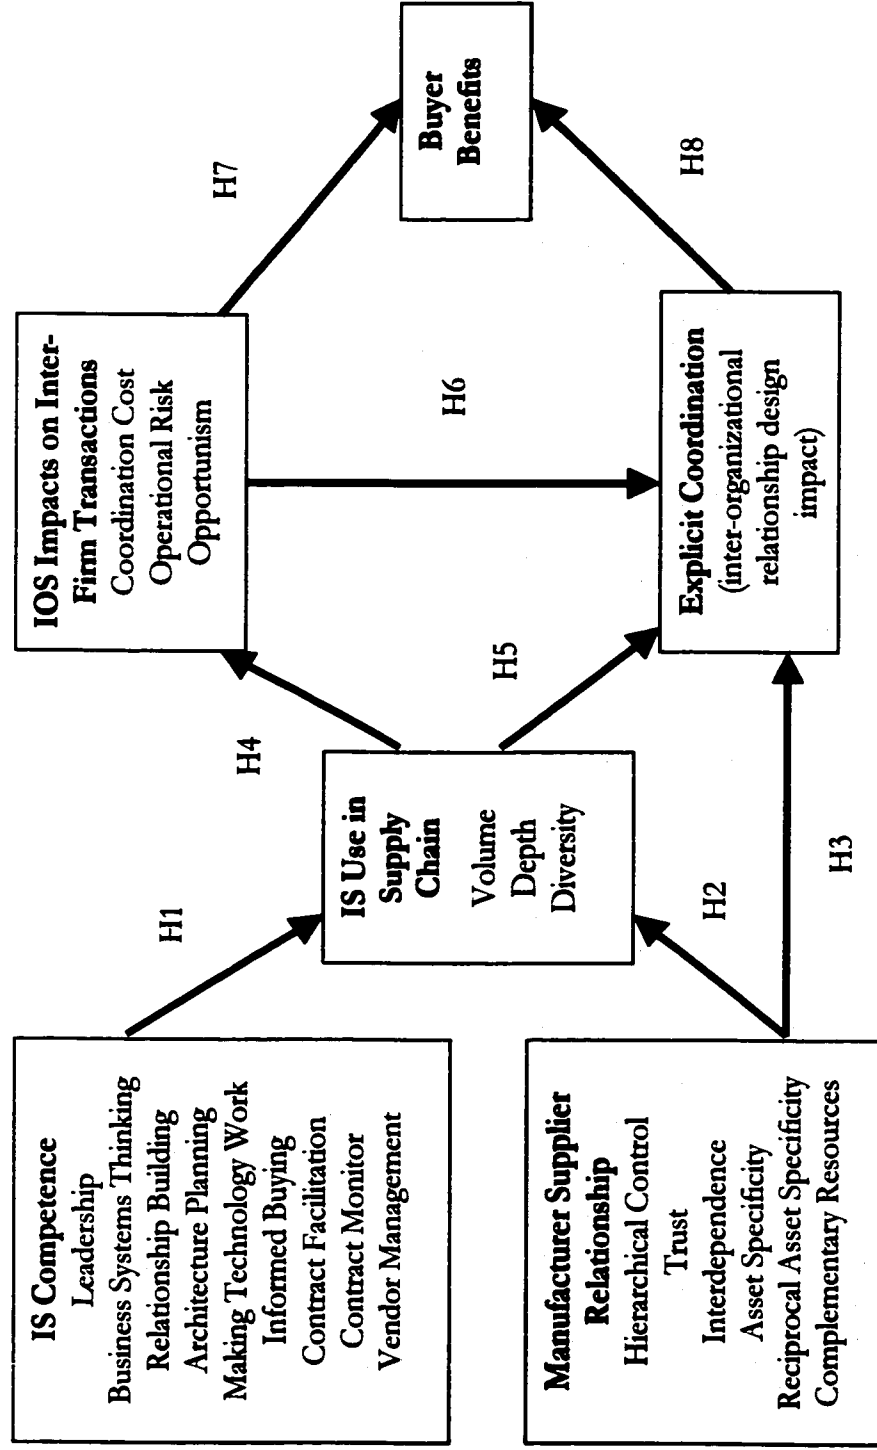 IS Competence
Leadership
Business Systems Thinking
Relationship Building
Architecture Planning
Making Technology Work
Informed Buying
Contract Facilitation
Contract Monitor
Vendor Management
Manufacturer Supplier
Relationship
Hierarchical Control
Trust
Interdependence
Asset Specificity
Reciprocal Asset Specificity
Complementary Resources
H1
H2
H3
IS Use in
Supply
Chain
Volume
Depth
Diversity
H4
H5
IOS Impacts on Inter-
Firm Transactions
Coordination Cost
Operational Risk
Opportunism
H6
Explicit Coordination
(inter-organizational
relationship design
impact)
H7
H8
Buyer
Benefits